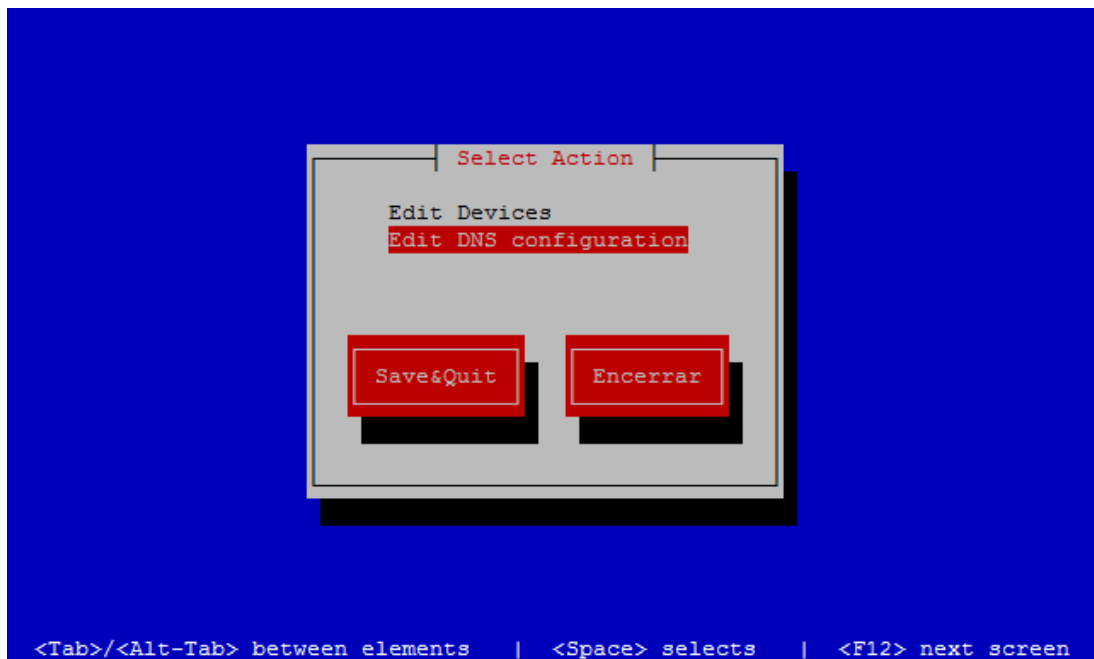 Select Action
Edit Devices
Edit DNS configuration
Save&Quit Encerrar
<Tab>/<Alt-Tab> between elements | <Space> selects | <F12> next screen